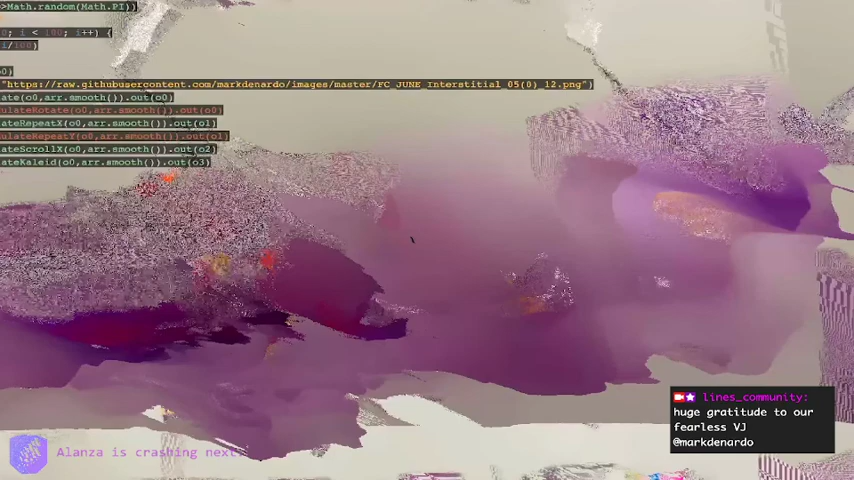 >Math.random(Math.PI))
0; i < 100; i++) {
i/100)
o0)
"https://raw.githubusercontent.com/markdenardo/images/master/FC_JUNE_Interstitial_05(0)_12.png")
ate(o0,arr.smooth()).out(o0)
ulateRotate(o0,arr.smooth()).out(o0)
ateRepeatX(o0,arr.smooth()).out(o1)
ulateRepeatY(o0,arr.smooth()).out(o1)
ateScrollX(o0,arr.smooth()).out(o2)
ateKaleid(o0,arr.smooth()).out(o3)
lines_community:
huge gratitude to our
fearless VJ
@markdenardo
Alanza is crashing next.